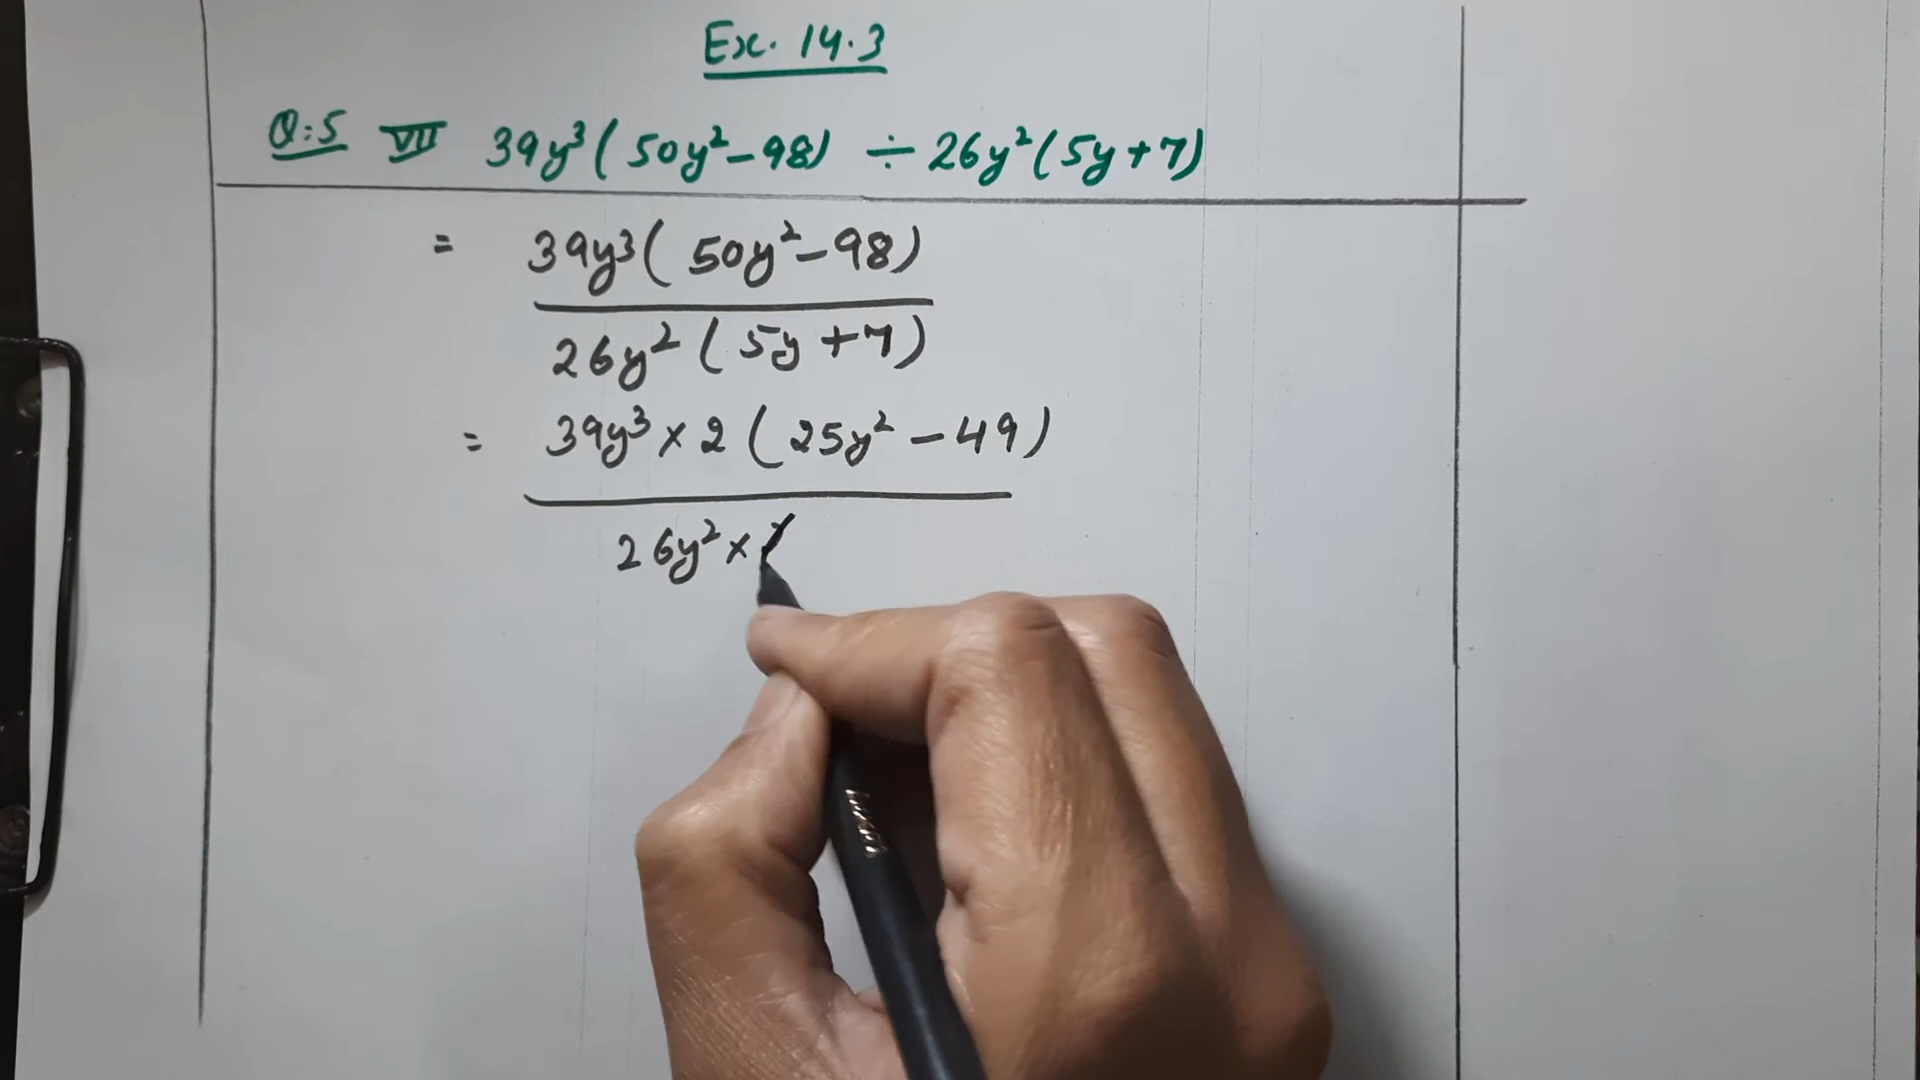 Ex. 14.3
Q:5 VII 39y³(50y²-98) ÷ 26y²(5y+7)
= 39y³(50y²-98)
26y²(5y+7)
= 39y³×2(25y²-49)
26y²×(